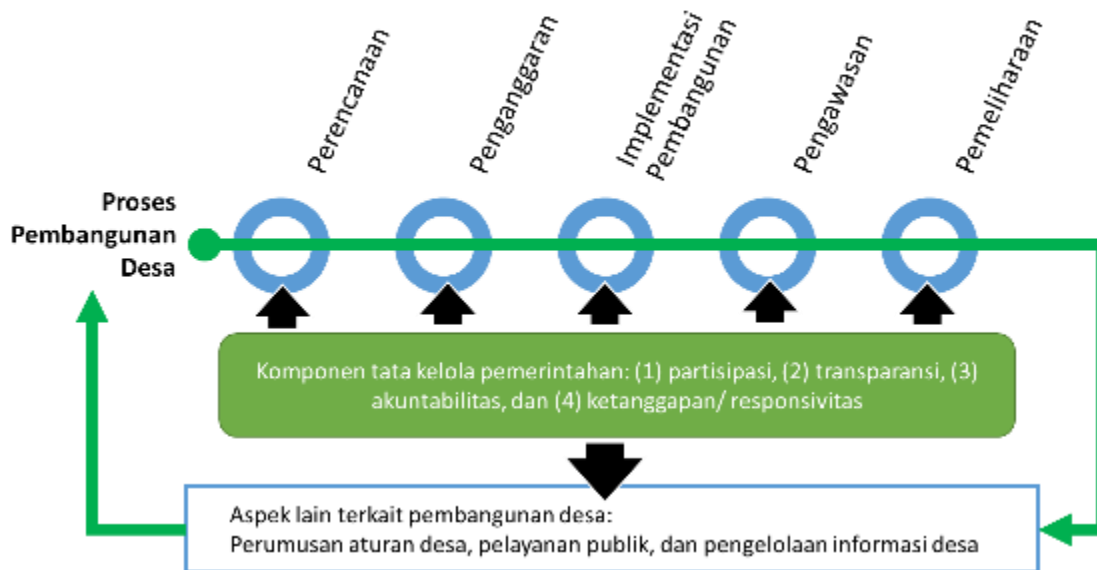 Perencanaan
Penganggaran
Implementasi
Pembangunan
Pengawasan
Pemeliharaan
Proses
Pembangunan
Desa
Komponen tata kelola pemerintahan: (1) partisipasi, (2) transparansi, (3)
akuntabilitas, dan (4) ketanggapan/ responsivitas
Aspek lain terkait pembangunan desa:
Perumusan aturan desa, pelayanan publik, dan pengelolaan informasi desa